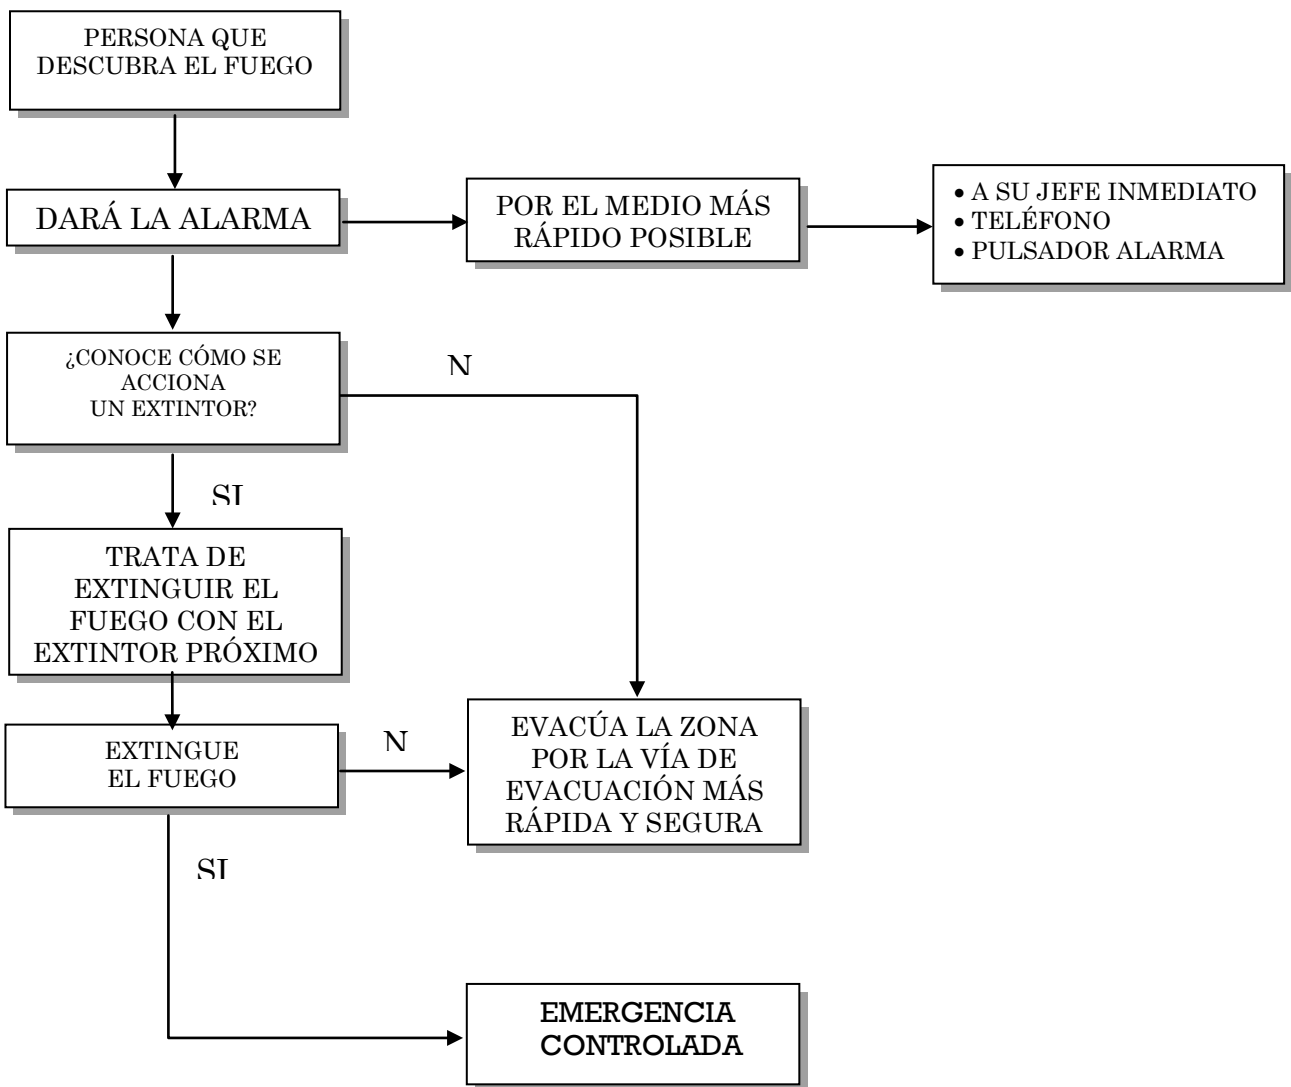 PERSONA QUE
DESCUBRA EL FUEGO
DARÁ LA ALARMA
POR EL MEDIO MÁS
RÁPIDO POSIBLE
• A SU JEFE INMEDIATO
• TELÉFONO
• PULSADOR ALARMA
¿CONOCE CÓMO SE
ACCIONA
UN EXTINTOR?
N
SI
TRATA DE
EXTINGUIR EL
FUEGO CON EL
EXTINTOR PRÓXIMO
EXTINGUE
EL FUEGO
N
EVACÚA LA ZONA
POR LA VÍA DE
EVACUACIÓN MÁS
RÁPIDA Y SEGURA
SI
EMERGENCIA
CONTROLADA